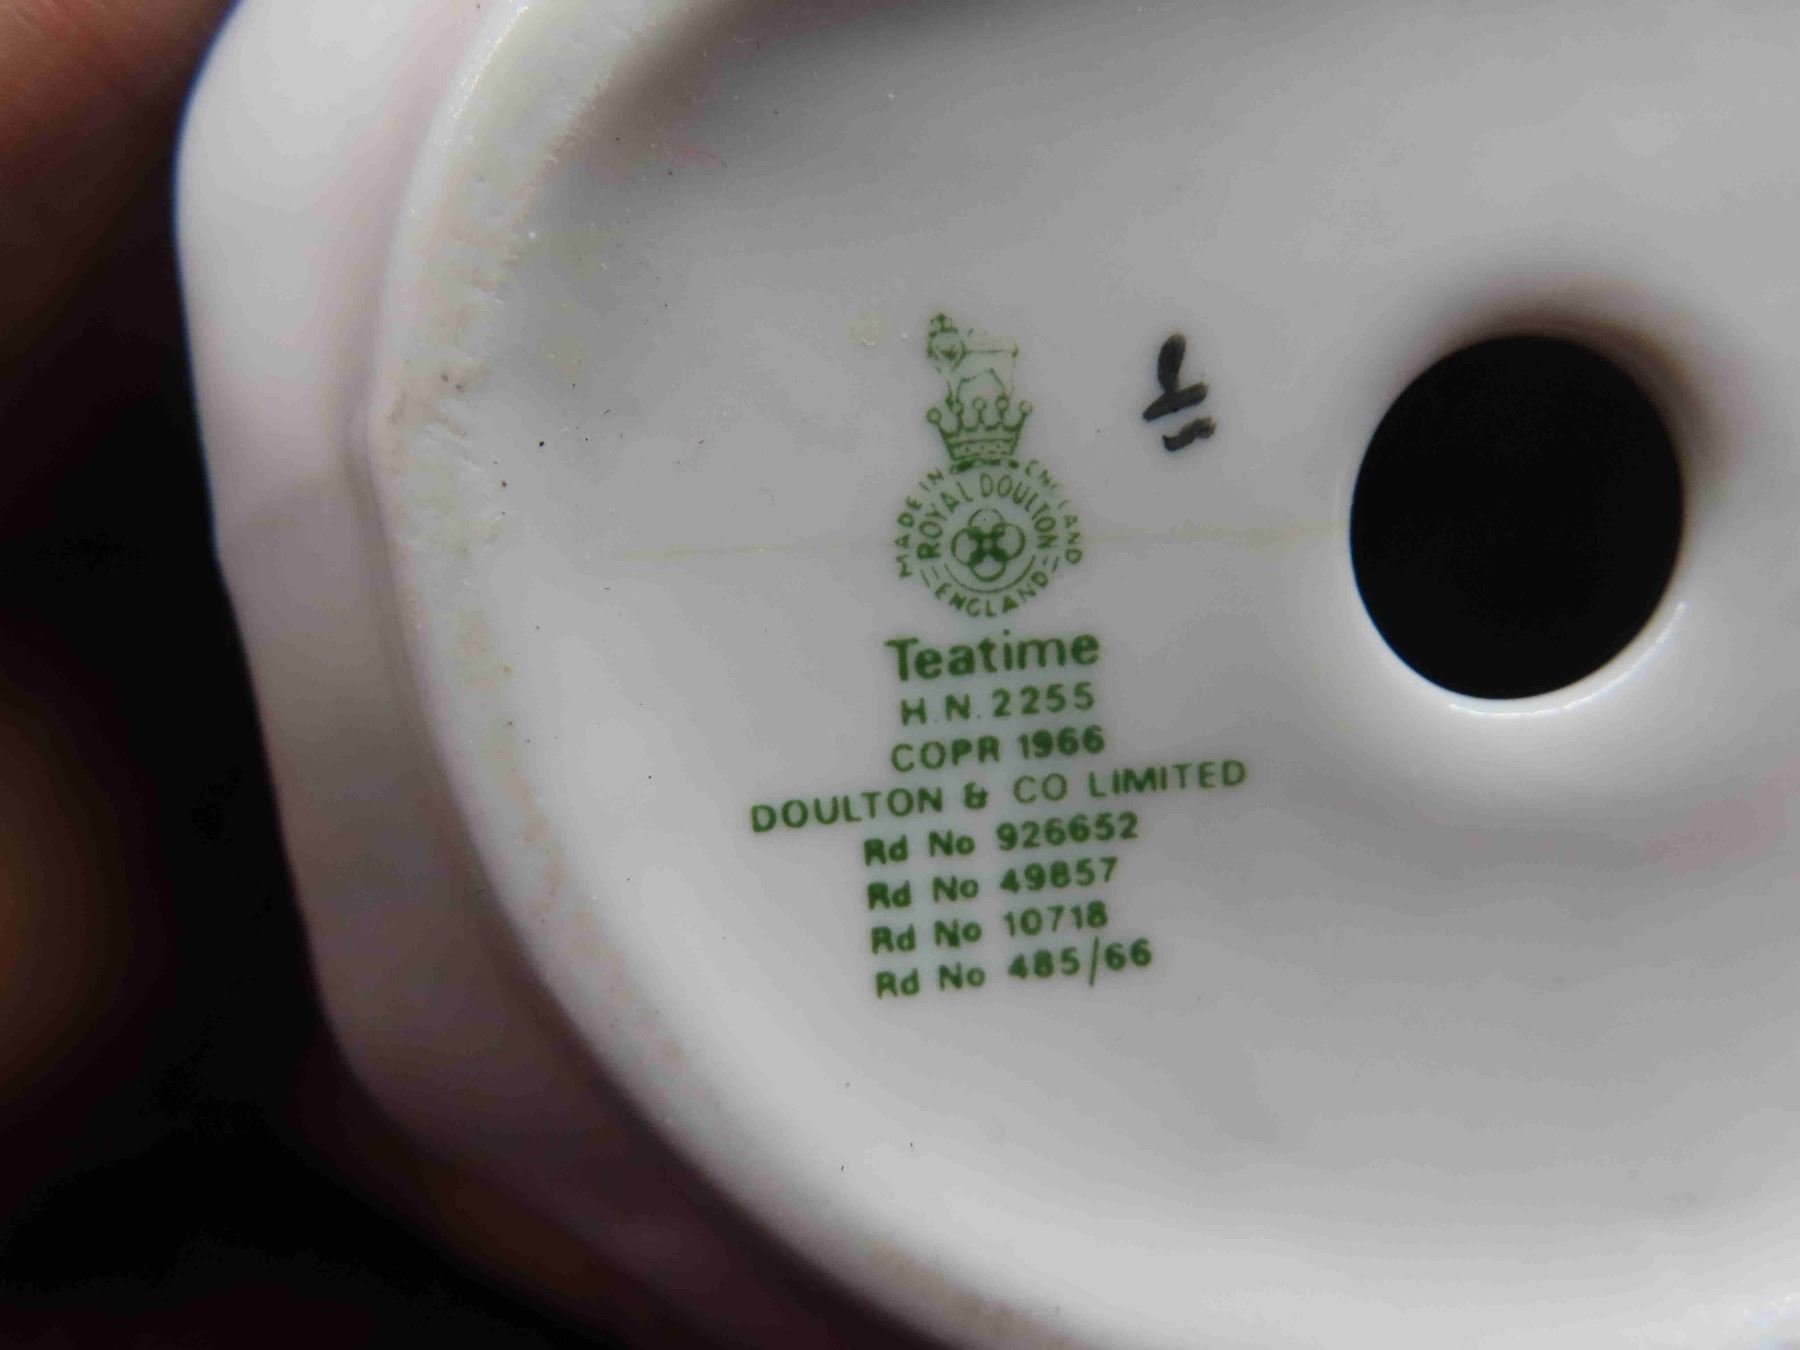 MADE IN ENGLAND
ROYAL DOULTON
ENGLAND
Teatime
H.N. 2255
COPR 1966
DOULTON & CO LIMITED
Rd No 926652
Rd No 49857
Rd No 10718
Rd No 485/66